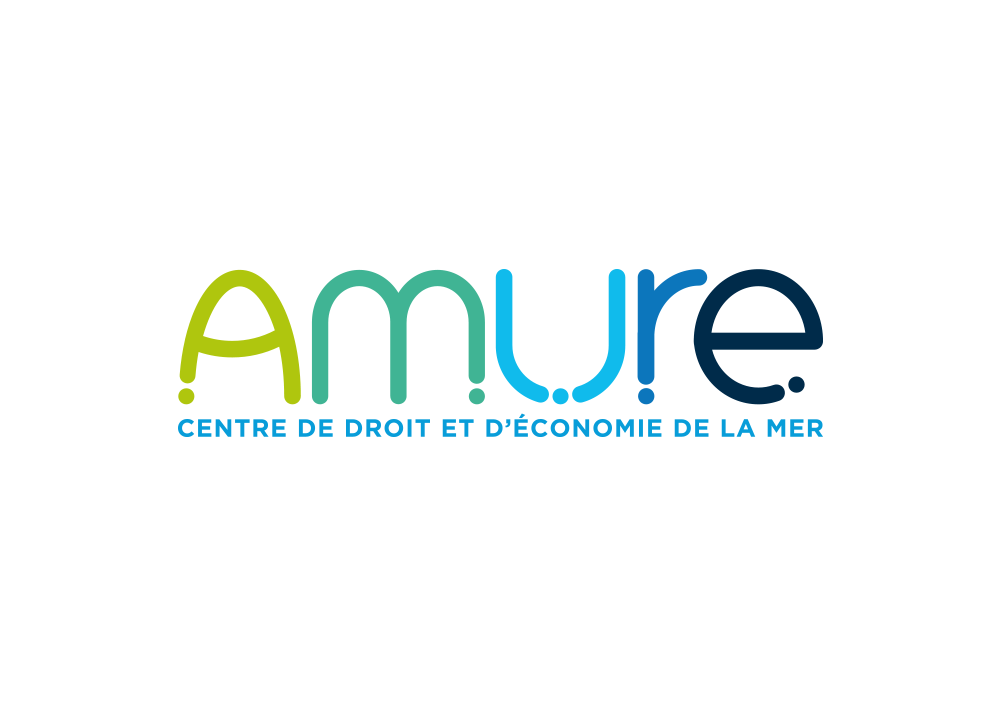 Amure
CENTRE DE DROIT ET D’ÉCONOMIE DE LA MER